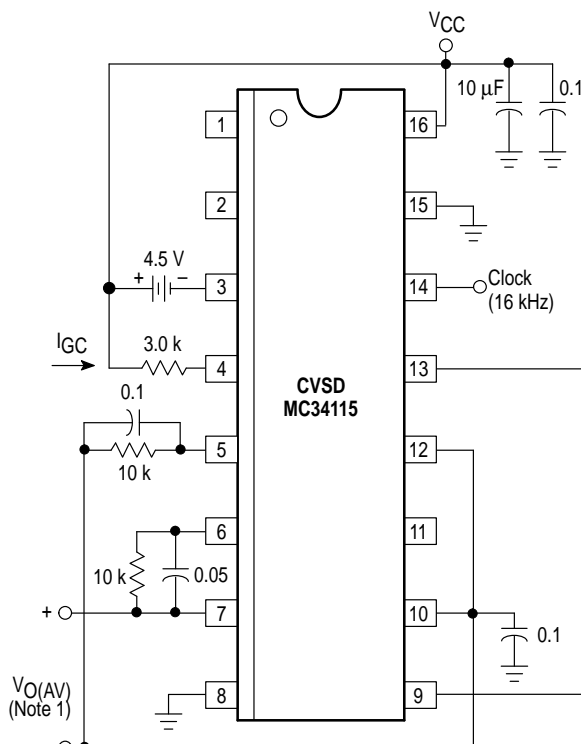 VCC
10 µF
0.1
1
16
2
15
4.5 V
+
–
3
14
Clock
(16 kHz)
IGC
3.0 k
4
CVSD
MC34115
13
0.1
10 k
5
12
6
11
10 k
0.05
+
7
10
0.1
VO(AV)
(Note 1)
8
9